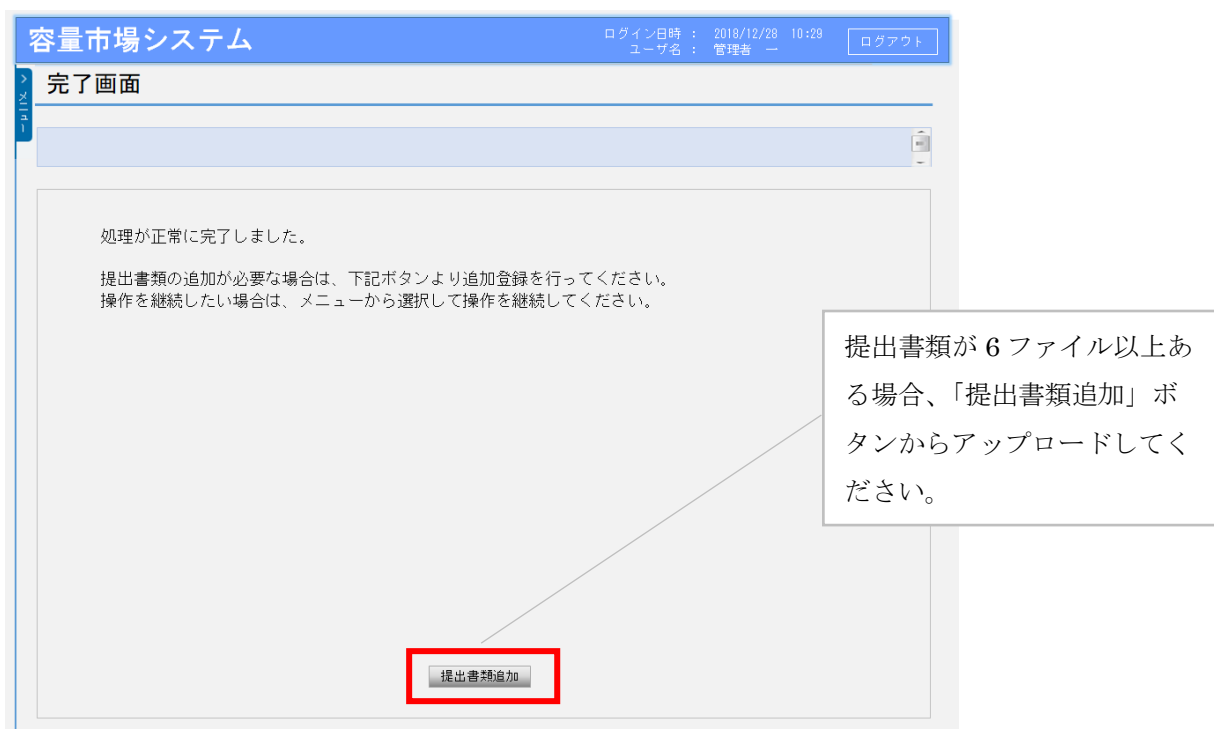 容量市場システム
ログイン日時 : 2018/12/28 10:29
ユーザ名 : 管理者 一
ログアウト
> メニュー
完了画面
処理が正常に完了しました。
提出書類の追加が必要な場合は、下記ボタンより追加登録を行ってください。
操作を継続したい場合は、メニューから選択して操作を継続してください。
提出書類が 6 ファイル以上あ
る場合、「提出書類追加」ボ
タンからアップロードしてく
ださい。
提出書類追加